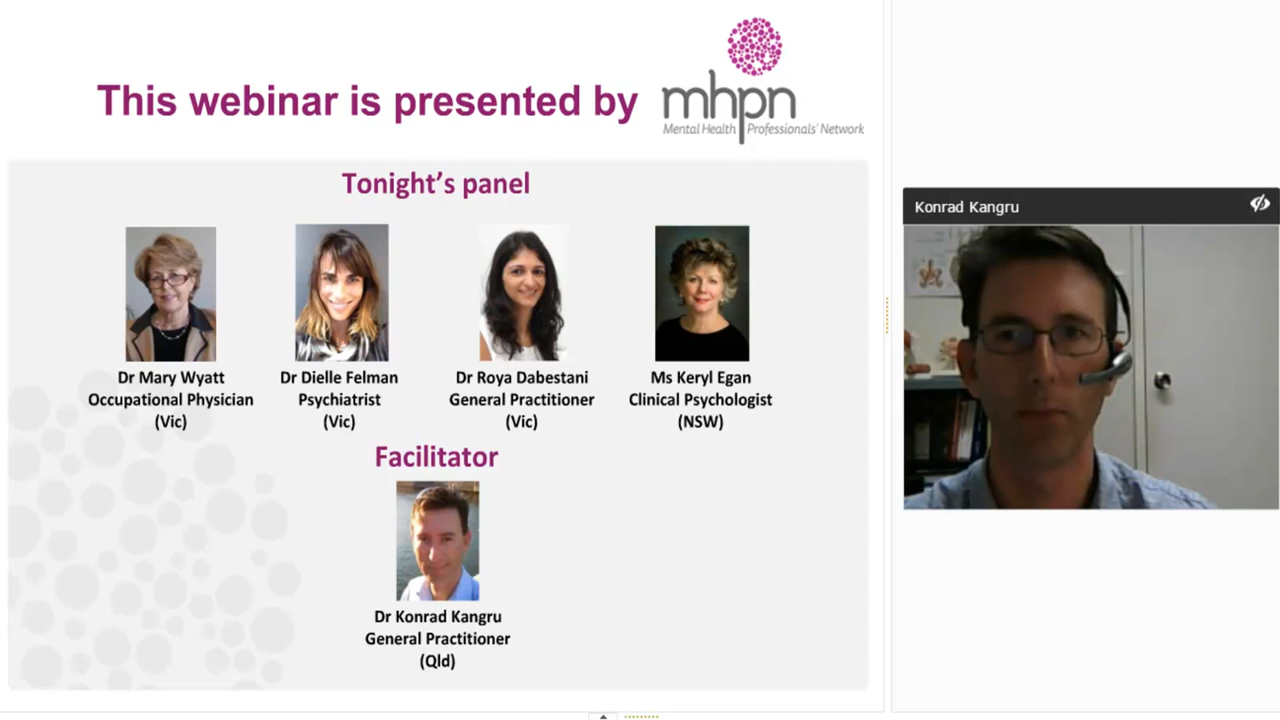 This webinar is presented by
mhpn
Mental Health Professionals' Network
Tonight's panel
Dr Mary Wyatt
Occupational Physician
(Vic)
Dr Dielle Felman
Psychiatrist
(Vic)
Dr Roya Dabestani
General Practitioner
(Vic)
Ms Keryl Egan
Clinical Psychologist
(NSW)
Facilitator
Dr Konrad Kangru
General Practitioner
(Qld)
Konrad Kangru